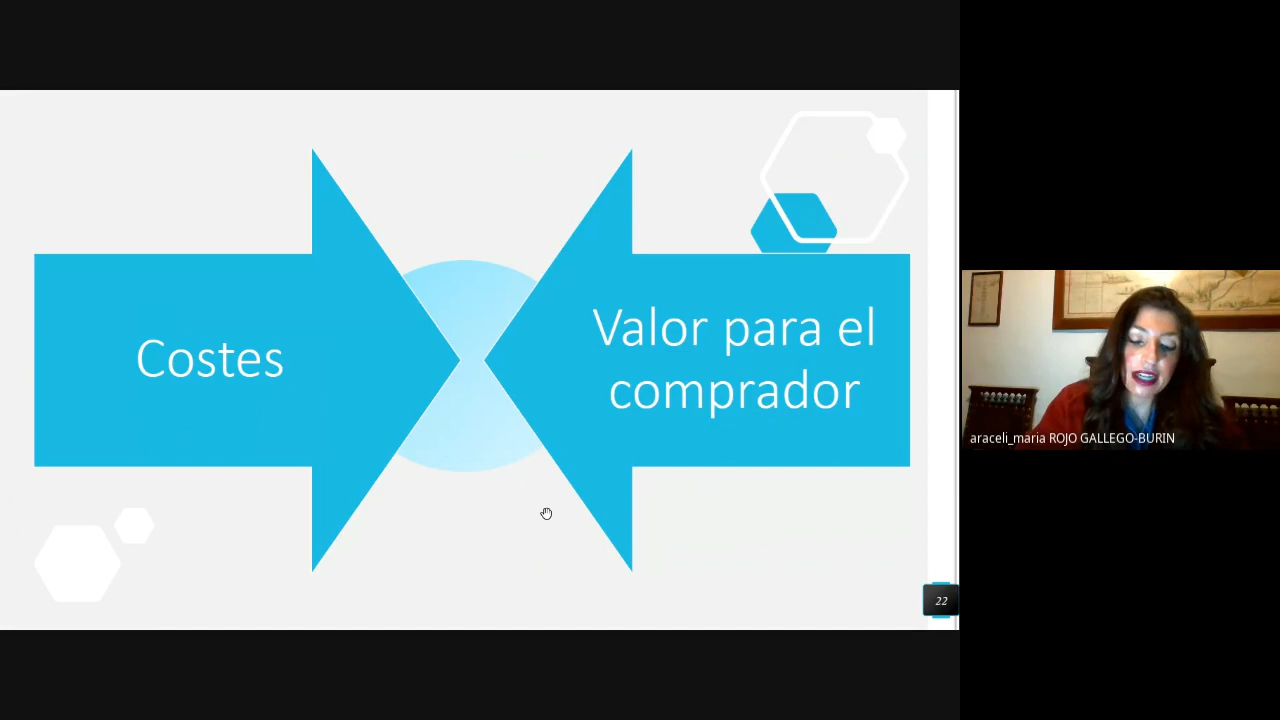 Costes
Valor para el
comprador
22
araceli_maria ROJO GALLEGO-BURIN